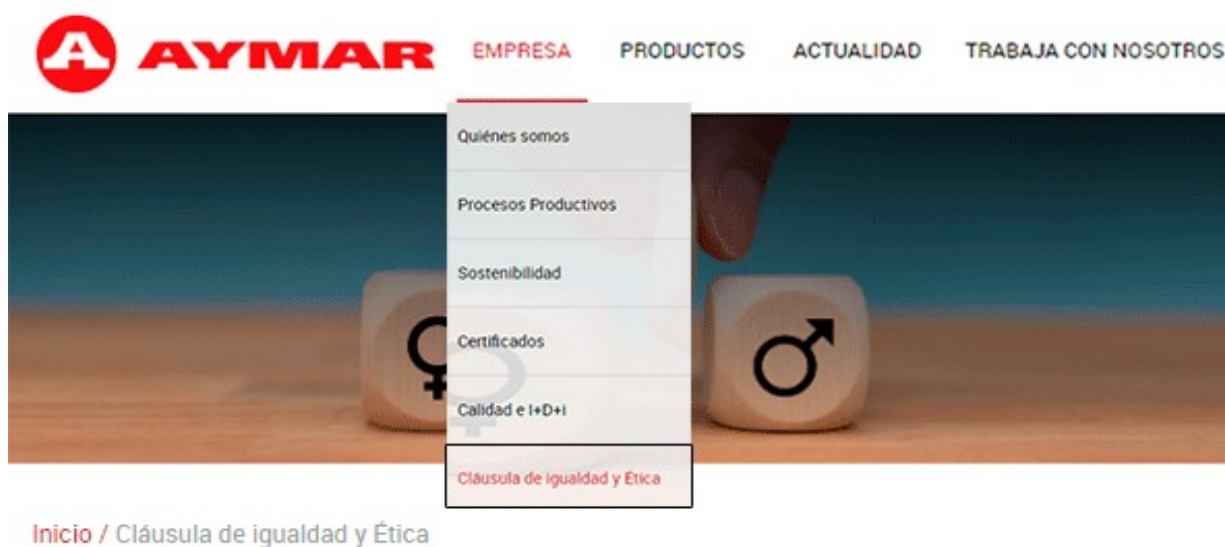 AYMAR EMPRESA PRODUCTOS ACTUALIDAD TRABAJA CON NOSOTROS
Quiénes somos
Procesos Productivos
Sostenibilidad
Certificados
Calidad e I+D+i
Cláusula de igualdad y Ética
Inicio / Cláusula de igualdad y Ética